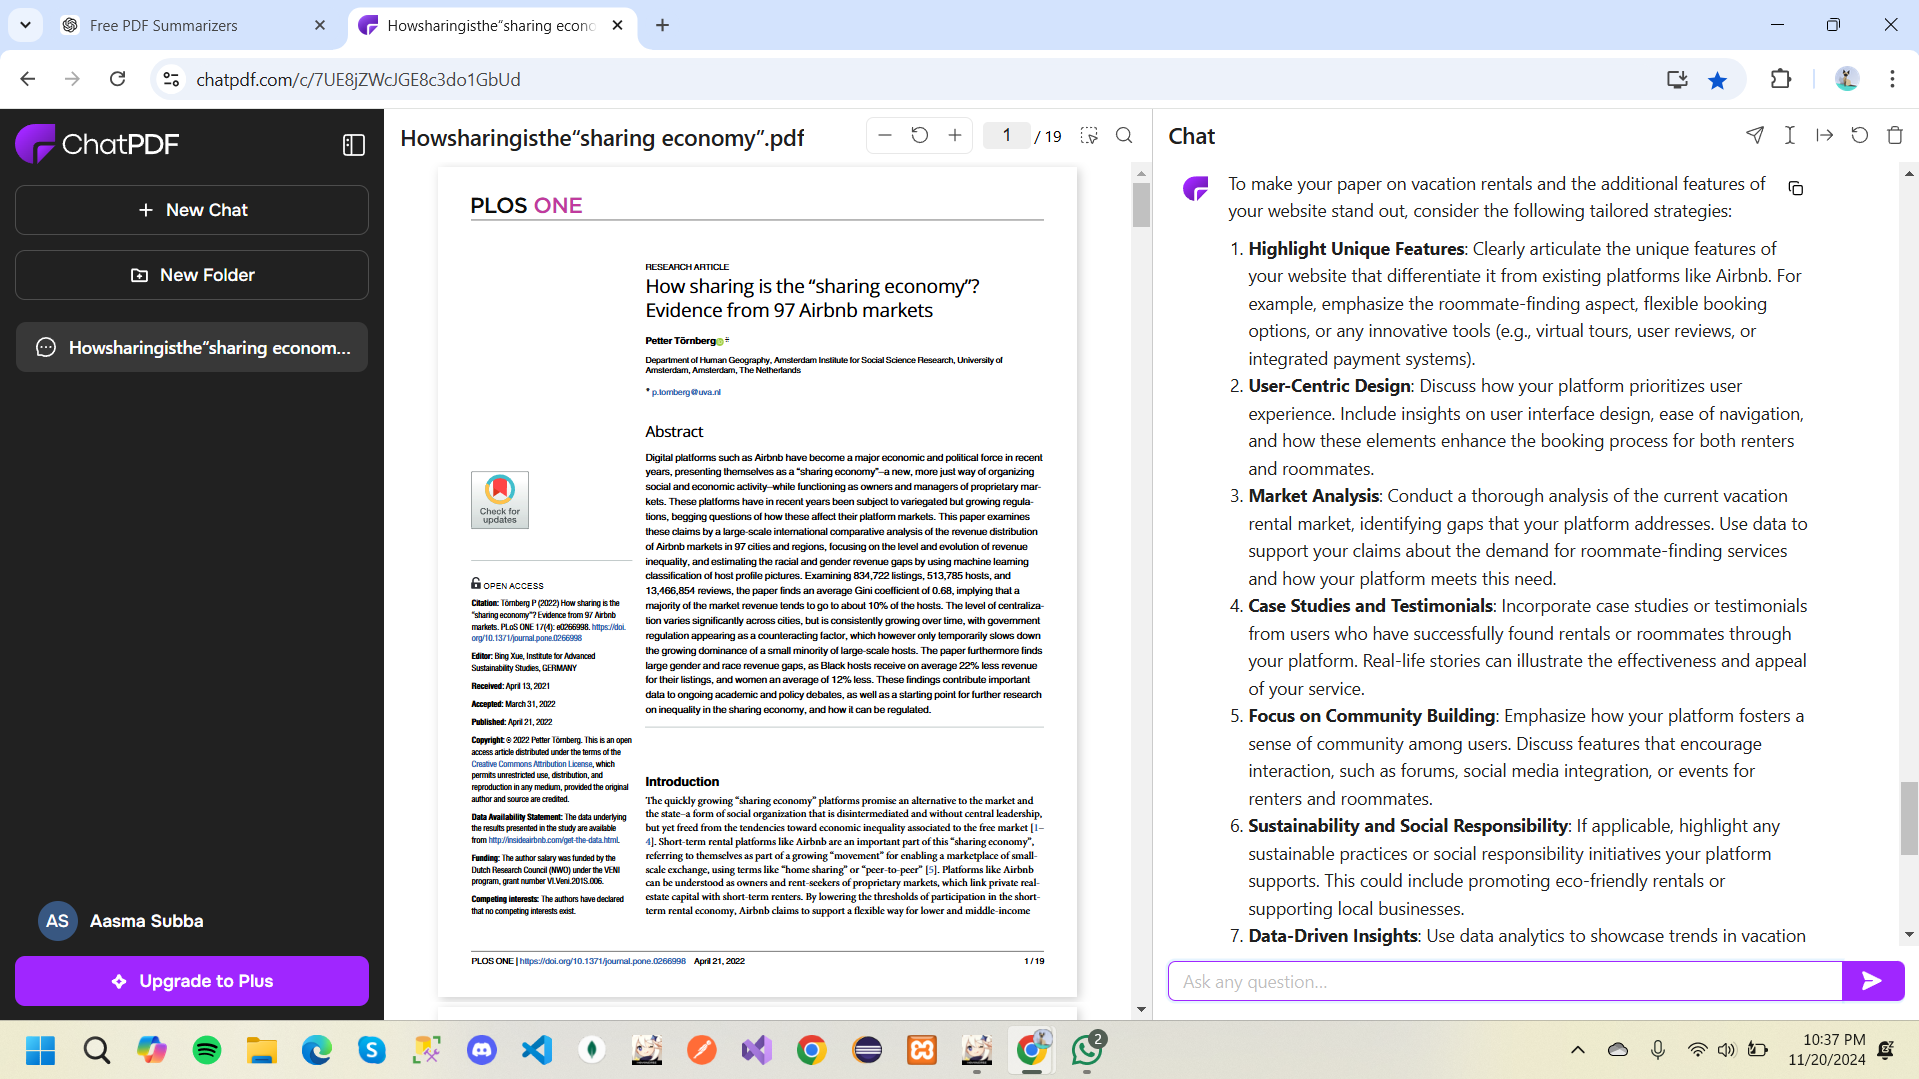 Free PDF Summarizers
Howsharingisthe“sharing econo
chatpdf.com/c/7UE8jZWcJGE8c3do1GbUd
ChatPDF
New Chat
New Folder
Howsharingisthe“sharing econom...
AS
Aasma Subba
Upgrade to Plus
Howsharingisthe“sharing economy”.pdf
1 / 19
PLOS ONE
RESEARCH ARTICLE
How sharing is the “sharing economy”?
Evidence from 97 Airbnb markets
Petter Törnberg *
Department of Human Geography, Amsterdam Institute for Social Science Research, University of
Amsterdam, Amsterdam, The Netherlands
* p.tornberg@uva.nl
Abstract
Digital platforms such as Airbnb have become a major economic and political force in recent
years, presenting themselves as a “sharing economy”–a new, more just way of organizing
social and economic activity–while functioning as owners and managers of proprietary mar-
kets. These platforms have in recent years been subject to variegated but growing regula-
tions, begging questions of how these affect their platform markets. This paper examines
these claims by a large-scale international comparative analysis of the revenue distribution
of Airbnb markets in 97 cities and regions, focusing on the level and evolution of revenue
inequality, and estimating the racial and gender revenue gaps by using machine learning
classification of host profile pictures. Examining 834,722 listings, 513,785 hosts, and
13,466,854 reviews, the paper finds an average Gini coefficient of 0.68, implying that a
majority of the market revenue tends to go to about 10% of the hosts. The level of centraliza-
tion varies significantly across cities, but is consistently growing over time, with government
regulation appearing as a counteracting factor, which however only temporarily slows down
the growing dominance of a small minority of large-scale hosts. The paper furthermore finds
large gender and race revenue gaps, as Black hosts receive on average 22% less revenue
for their listings, and women an average of 12% less. These findings contribute important
data to ongoing academic and policy debates, as well as a starting point for further research
on inequality in the sharing economy, and how it can be regulated.
Check for
updates
OPEN ACCESS
Citation: Törnberg P (2022) How sharing is the
“sharing economy”? Evidence from 97 Airbnb
markets. PLoS ONE 17(4): e0266998. https://doi.
org/10.1371/journal.pone.0266998
Editor: Bing Xue, Institute for Advanced
Sustainability Studies, GERMANY
Received: April 13, 2021
Accepted: March 31, 2022
Published: April 21, 2022
Copyright: © 2022 Petter Törnberg. This is an open
access article distributed under the terms of the
Creative Commons Attribution License, which
permits unrestricted use, distribution, and
reproduction in any medium, provided the original
author and source are credited.
Data Availability Statement: The data underlying
the results presented in the study are available
from http://insideairbnb.com/get-the-data.html.
Funding: The author salary was funded by the
Dutch Research Council (NWO) under the VENI
program, grant number VI.Veni.201S.006.
Competing interests: The authors have declared
that no competing interests exist.
Introduction
The quickly growing “sharing economy” platforms promise an alternative to the market and
the state–a form of social organization that is disintermediated and without central leadership,
but yet freed from the tendencies toward economic inequality associated to the free market [1–
4]. Short-term rental platforms like Airbnb are an important part of this “sharing economy”,
referring to themselves as part of a growing “movement” for enabling a marketplace of small-
scale exchange, using terms like “home sharing” or “peer-to-peer” [5]. Platforms like Airbnb
can be understood as owners and rent-seekers of proprietary markets, which link private real-
estate capital with short-term renters. By lowering the thresholds of participation in the short-
term rental economy, Airbnb claims to support a flexible way for lower and middle-income
PLOS ONE | https://doi.org/10.1371/journal.pone.0266998 April 21, 2022
1 / 19
Chat
To make your paper on vacation rentals and the additional features of
your website stand out, consider the following tailored strategies:
1. Highlight Unique Features: Clearly articulate the unique features of
your website that differentiate it from existing platforms like Airbnb. For
example, emphasize the roommate-finding aspect, flexible booking
options, or any innovative tools (e.g., virtual tours, user reviews, or
integrated payment systems).
2. User-Centric Design: Discuss how your platform prioritizes user
experience. Include insights on user interface design, ease of navigation,
and how these elements enhance the booking process for both renters
and roommates.
3. Market Analysis: Conduct a thorough analysis of the current vacation
rental market, identifying gaps that your platform addresses. Use data to
support your claims about the demand for roommate-finding services
and how your platform meets this need.
4. Case Studies and Testimonials: Incorporate case studies or testimonials
from users who have successfully found rentals or roommates through
your platform. Real-life stories can illustrate the effectiveness and appeal
of your service.
5. Focus on Community Building: Emphasize how your platform fosters a
sense of community among users. Discuss features that encourage
interaction, such as forums, social media integration, or events for
renters and roommates.
6. Sustainability and Social Responsibility: If applicable, highlight any
sustainable practices or social responsibility initiatives your platform
supports. This could include promoting eco-friendly rentals or
supporting local businesses.
7. Data-Driven Insights: Use data analytics to showcase trends in vacation
Ask any question...
2
10:37 PM
11/20/2024